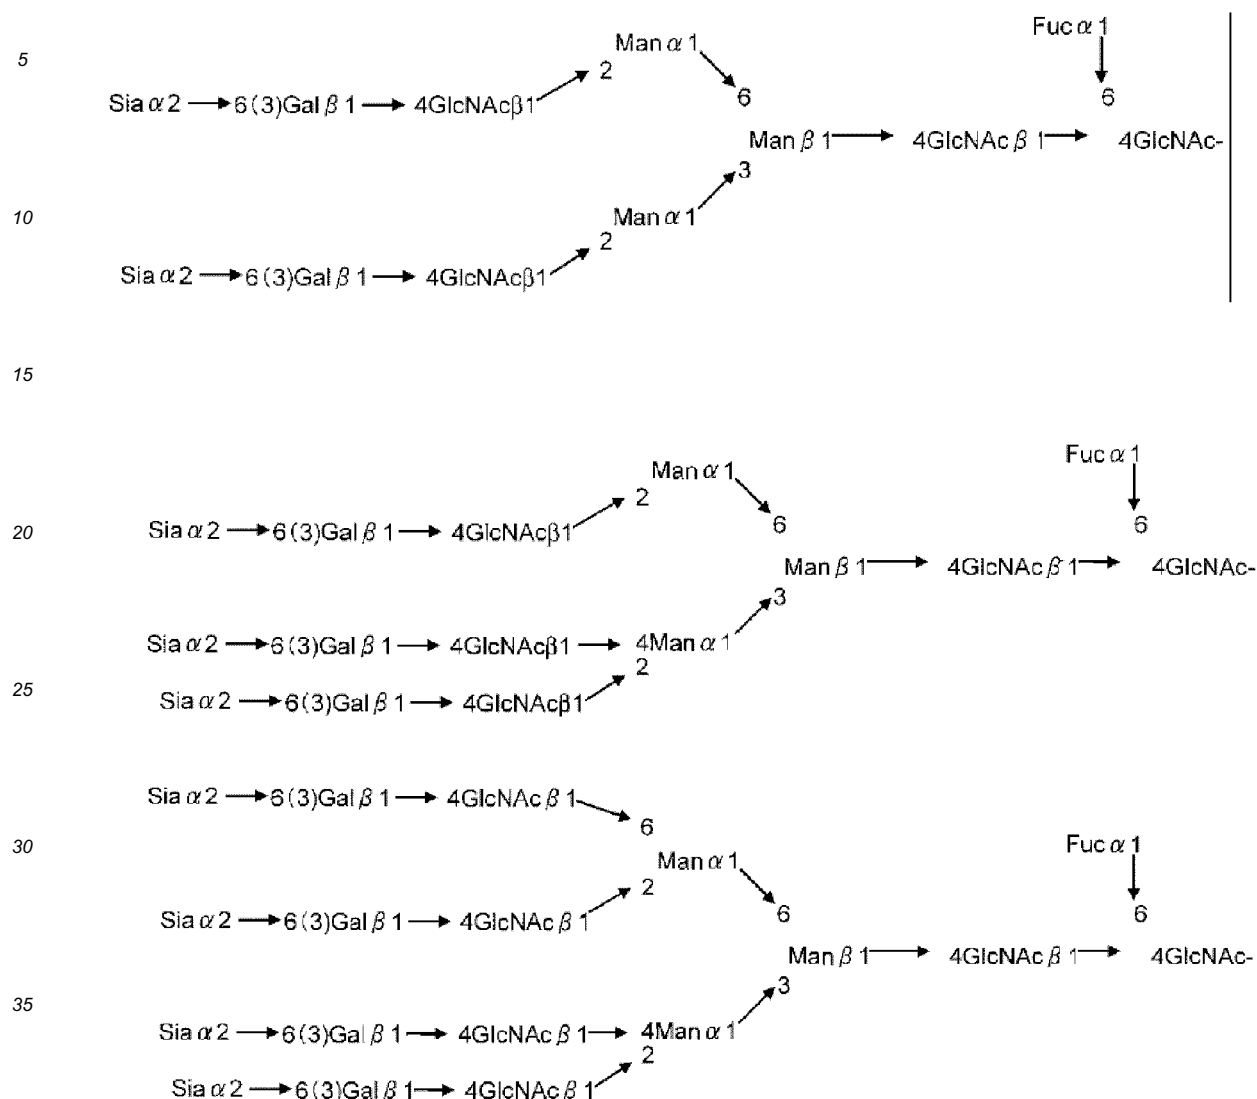 Fuc α 1
5 Man α 1
2 6 6
Sia α 2 6(3)Gal β 1 4GlcNAcβ1
Man β 1 4GlcNAc β 1 4GlcNAc-
3
10 Man α 1
2
Sia α 2 6(3)Gal β 1 4GlcNAcβ1
15
Fuc α 1
Man α 1
2
20 Sia α 2 6(3)Gal β 1 4GlcNAcβ1 6 6
Man β 1 4GlcNAc β 1 4GlcNAc-
3
Sia α 2 6(3)Gal β 1 4GlcNAcβ1 4Man α 1
2
25 Sia α 2 6(3)Gal β 1 4GlcNAcβ1
Sia α 2 6(3)Gal β 1 4GlcNAc β 1
6
30 Fuc α 1
Man α 1
2
Sia α 2 6(3)Gal β 1 4GlcNAc β 1 6 6
Man β 1 4GlcNAc β 1 4GlcNAc-
3
35
Sia α 2 6(3)Gal β 1 4GlcNAc β 1 4Man α 1
2
Sia α 2 6(3)Gal β 1 4GlcNAc β 1